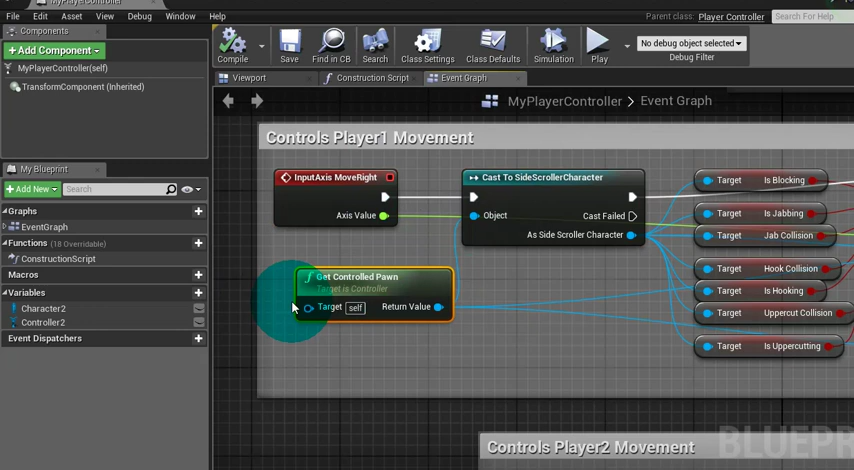 MyPlayerController
File Edit Asset View Debug Window Help
Parent class: Player Controller
Search For Help
Components
+ Add Component
MyPlayerController(self)
TransformComponent (Inherited)
My Blueprint
+ Add New
Search
Graphs
EventGraph
Functions (18 Overridable)
ConstructionScript
Macros
Variables
Character2
Controller2
Event Dispatchers
Compile
Save
Find in CB
Search
Class Settings
Class Defaults
Simulation
Play
No debug object selected
Debug Filter
Viewport
Construction Script
Event Graph
MyPlayerController > Event Graph
Controls Player1 Movement
InputAxis MoveRight
Axis Value
Cast To SideScrollerCharacter
Object
Cast Failed
As Side Scroller Character
f Get Controlled Pawn
Target is Controller
Target self
Return Value
Target Is Blocking
Target Is Jabbing
Target Jab Collision
Target Hook Collision
Target Is Hooking
Target Uppercut Collision
Target Is Uppercutting
Controls Player2 Movement
BLUEPR